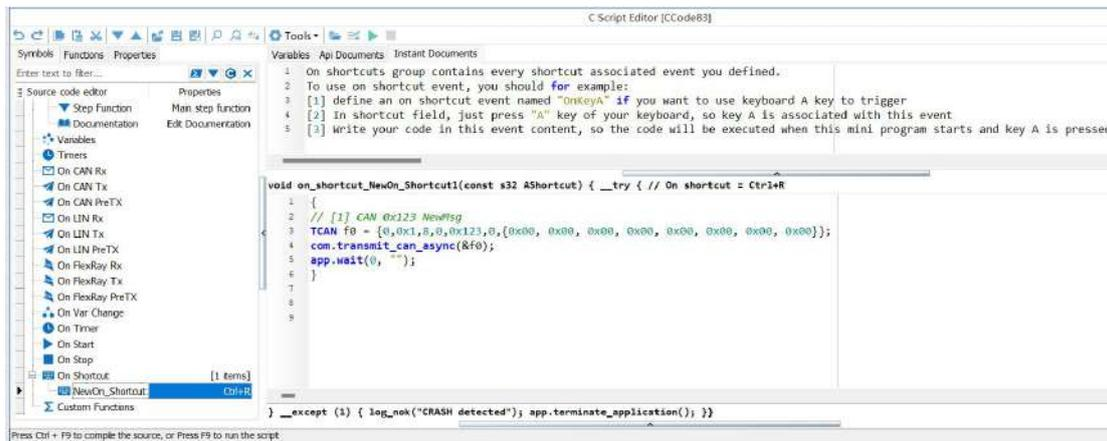 C Script Editor [CCode83]
Tools
Symbols Functions Properties
Variables Api Documents Instant Documents
Enter text to filter...
Source code editor Properties
Step Function Main step function
Documentation Edit Documentation
Variables
Timers
On CAN Rx
On CAN Tx
On CAN PreTX
On LIN Rx
On LIN Tx
On LIN PreTX
On FlexRay Rx
On FlexRay Tx
On FlexRay PreTX
On Var Change
On Timer
On Start
On Stop
On Shortcut [1 items]
NewOn_Shortcut Ctrl+R
Custom Functions
1 On shortcuts group contains every shortcut associated event you defined.
2 To use on shortcut event, you should for example:
3 [1] define an on shortcut event named "OnKeyA" if you want to use keyboard A key to trigger
4 [2] In shortcut field, just press "A" key of your keyboard, so key A is associated with this event
5 [3] Write your code in this event content, so the code will be executed when this mini program starts and key A is pressed
void on_shortcut_NewOn_Shortcut1(const s32 AShortcut) { __try { // On shortcut = Ctrl+R
1 {
2 // [1] CAN 0x123 NewMsg
3 TCAN f0 = {0,0x1,8,0,0x123,0,{0x00, 0x00, 0x00, 0x00, 0x00, 0x00, 0x00, 0x00}};
4 com.transmit_can_async(&f0);
5 app.wait(0, "");
6 }
7
8
9
} __except (1) { log_nok("CRASH detected"); app.terminate_application(); }}
Press Ctrl + F9 to compile the source, or Press F9 to run the script